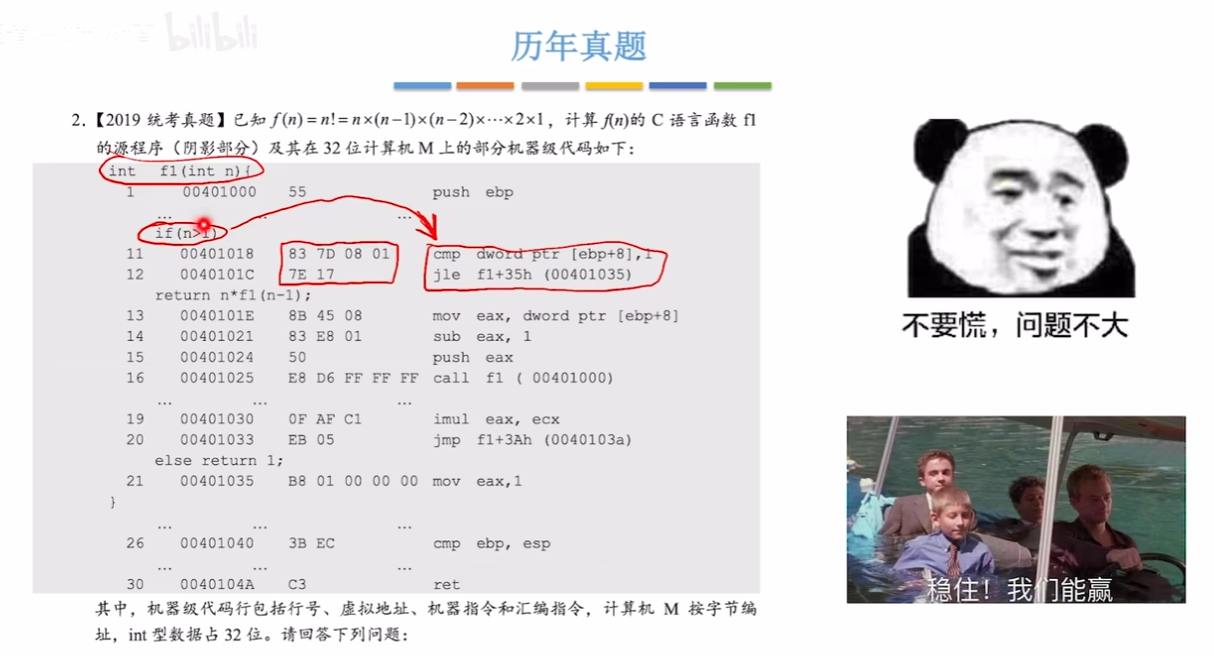 bilibili
历年真题
2.【2019 统考真题】已知 f(n)=n!=n×(n−1)×(n−2)×⋯×2×1，计算 f(n)的 C 语言函数 f1
的源程序（阴影部分）及其在 32 位计算机 M 上的部分机器级代码如下：
int f1(int n){
1 00401000 55 push ebp
… … …
if(n>1)
11 00401018 83 7D 08 01 cmp dword ptr [ebp+8],1
12 0040101C 7E 17 jle f1+35h (00401035)
return n*f1(n-1);
13 0040101E 8B 45 08 mov eax, dword ptr [ebp+8]
14 00401021 83 E8 01 sub eax, 1
15 00401024 50 push eax
16 00401025 E8 D6 FF FF FF call f1 ( 00401000)
… … …
19 00401030 0F AF C1 imul eax, ecx
20 00401033 EB 05 jmp f1+3Ah (0040103a)
else return 1;
21 00401035 B8 01 00 00 00 mov eax,1
}
… … …
26 00401040 3B EC cmp ebp, esp
… … …
30 0040104A C3 ret
其中，机器级代码行包括行号、虚拟地址、机器指令和汇编指令，计算机 M 按字节编
址，int 型数据占 32 位。请回答下列问题：
不要慌，问题不大
稳住！我们能赢